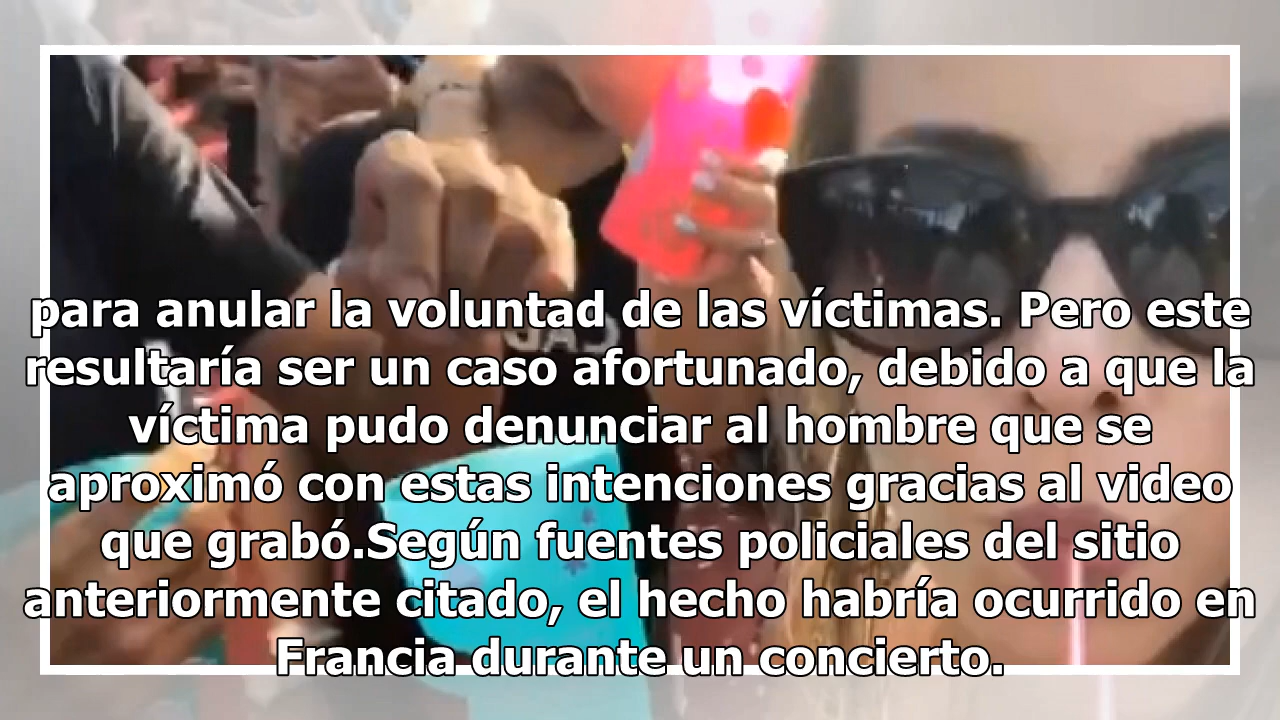 para anular la voluntad de las víctimas. Pero este
resultaría ser un caso afortunado, debido a que la
víctima pudo denunciar al hombre que se
aproximó con estas intenciones gracias al video
que grabó.Según fuentes policiales del sitio
anteriormente citado, el hecho habría ocurrido en
Francia durante un concierto.